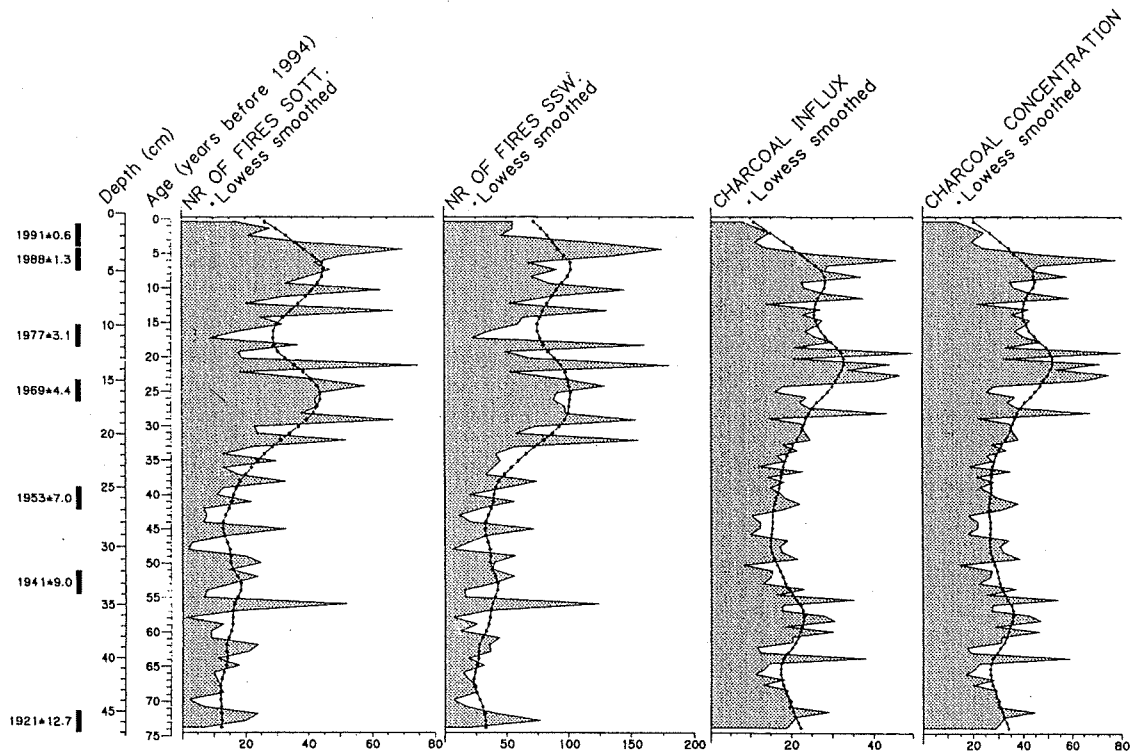 Depth (cm)
Age (years before 1994)
NR OF FIRES SOTT.
• Lowess smoothed
NR OF FIRES SSW.
• Lowess smoothed
CHARCOAL INFLUX
• Lowess smoothed
CHARCOAL CONCENTRATION
• Lowess smoothed
1991±0.6
1988±1.3
1977±3.1
1969±4.4
1953±7.0
1941±9.0
1921±12.7
0
5
10
15
20
25
30
35
40
45
0
5
10
15
20
25
30
35
40
45
50
55
60
65
70
75
20 40 60 80
50 100 150 200
20 40
20 40 60 80